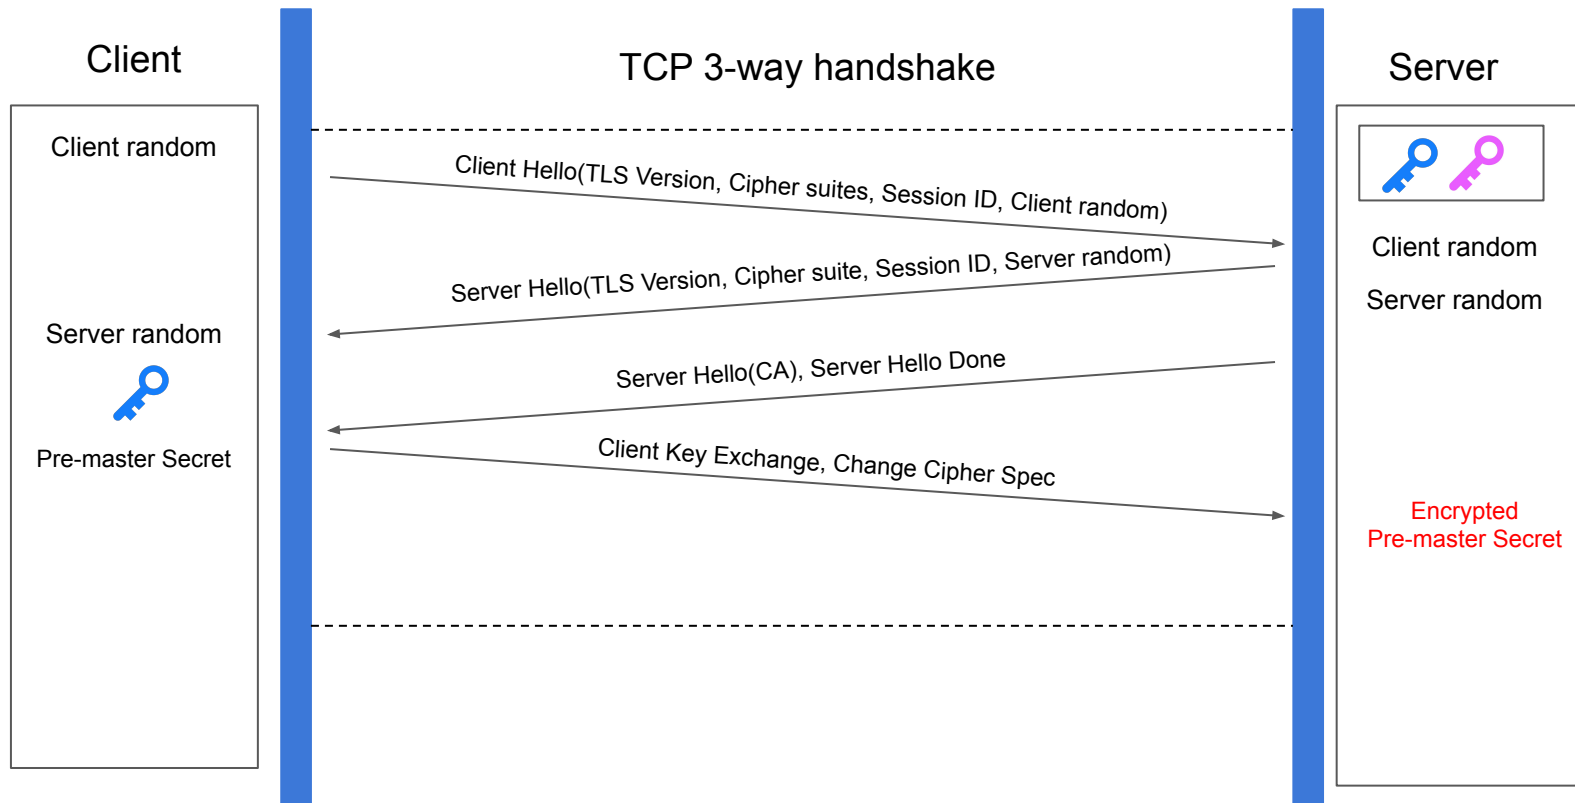 Client
TCP 3-way handshake
Server
Client random
Client Hello(TLS Version, Cipher suites, Session ID, Client random)
Client random
Server Hello(TLS Version, Cipher suite, Session ID, Server random)
Server random
Server random
Server Hello(CA), Server Hello Done
Pre-master Secret
Client Key Exchange, Change Cipher Spec
Encrypted
Pre-master Secret